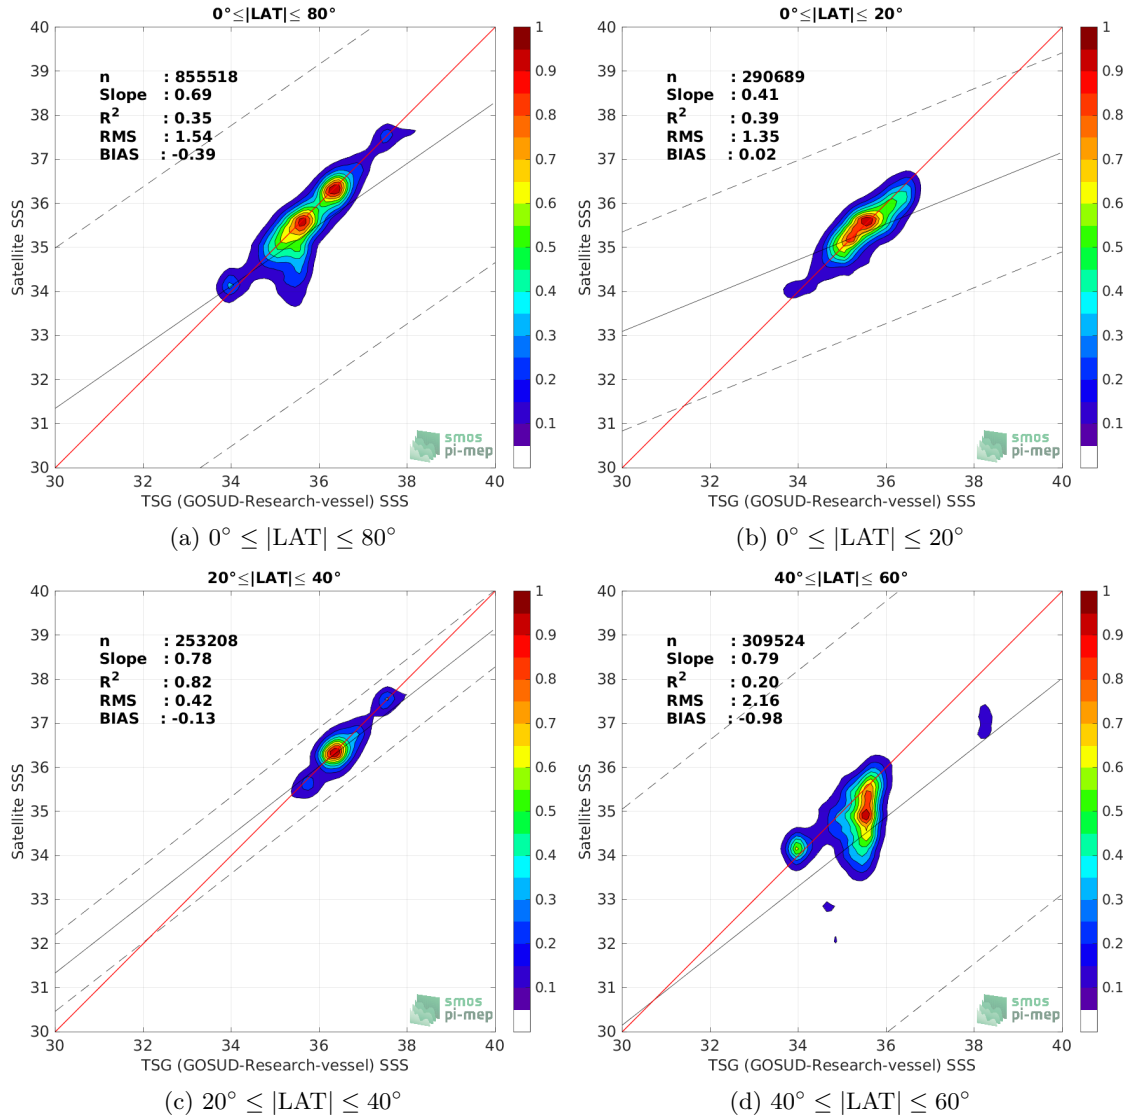 0°≤|LAT|≤ 80°
n : 855518
Slope : 0.69
R² : 0.35
RMS : 1.54
BIAS : -0.39
40
39
38
37
36
35
34
33
32
31
30
30 32 34 36 38 40
Satellite SSS
TSG (GOSUD-Research-vessel) SSS
1
0.9
0.8
0.7
0.6
0.5
0.4
0.3
0.2
0.1
smos
pi-mep
(a) 0° ≤ |LAT| ≤ 80°
0°≤|LAT|≤ 20°
n : 290689
Slope : 0.41
R² : 0.39
RMS : 1.35
BIAS : 0.02
40
39
38
37
36
35
34
33
32
31
30
30 32 34 36 38 40
Satellite SSS
TSG (GOSUD-Research-vessel) SSS
1
0.9
0.8
0.7
0.6
0.5
0.4
0.3
0.2
0.1
smos
pi-mep
(b) 0° ≤ |LAT| ≤ 20°
20°≤|LAT|≤ 40°
n : 253208
Slope : 0.78
R² : 0.82
RMS : 0.42
BIAS : -0.13
40
39
38
37
36
35
34
33
32
31
30
30 32 34 36 38 40
Satellite SSS
TSG (GOSUD-Research-vessel) SSS
1
0.9
0.8
0.7
0.6
0.5
0.4
0.3
0.2
0.1
smos
pi-mep
(c) 20° ≤ |LAT| ≤ 40°
40°≤|LAT|≤ 60°
n : 309524
Slope : 0.79
R² : 0.20
RMS : 2.16
BIAS : -0.98
40
39
38
37
36
35
34
33
32
31
30
30 32 34 36 38 40
Satellite SSS
TSG (GOSUD-Research-vessel) SSS
1
0.9
0.8
0.7
0.6
0.5
0.4
0.3
0.2
0.1
smos
pi-mep
(d) 40° ≤ |LAT| ≤ 60°